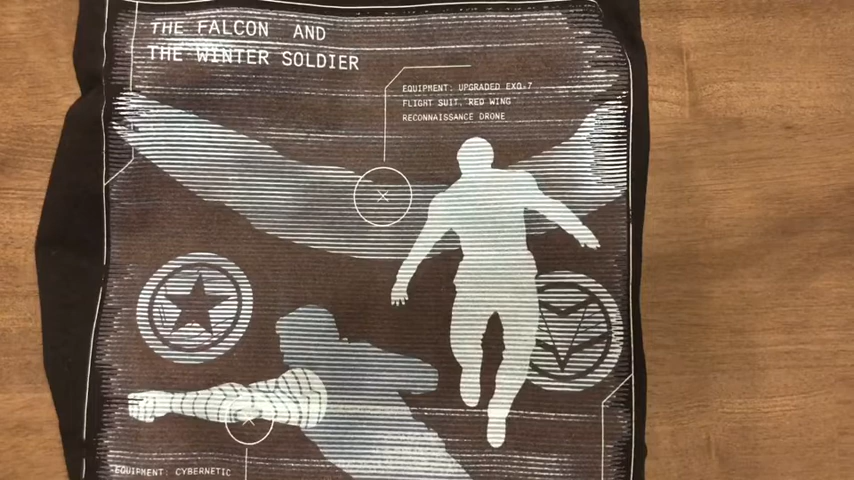 THE FALCON AND
THE WINTER SOLDIER
EQUIPMENT: UPGRADED EXO-7
FLIGHT SUIT, "RED WING"
RECONNAISSANCE DRONE
EQUIPMENT: CYBERNETIC